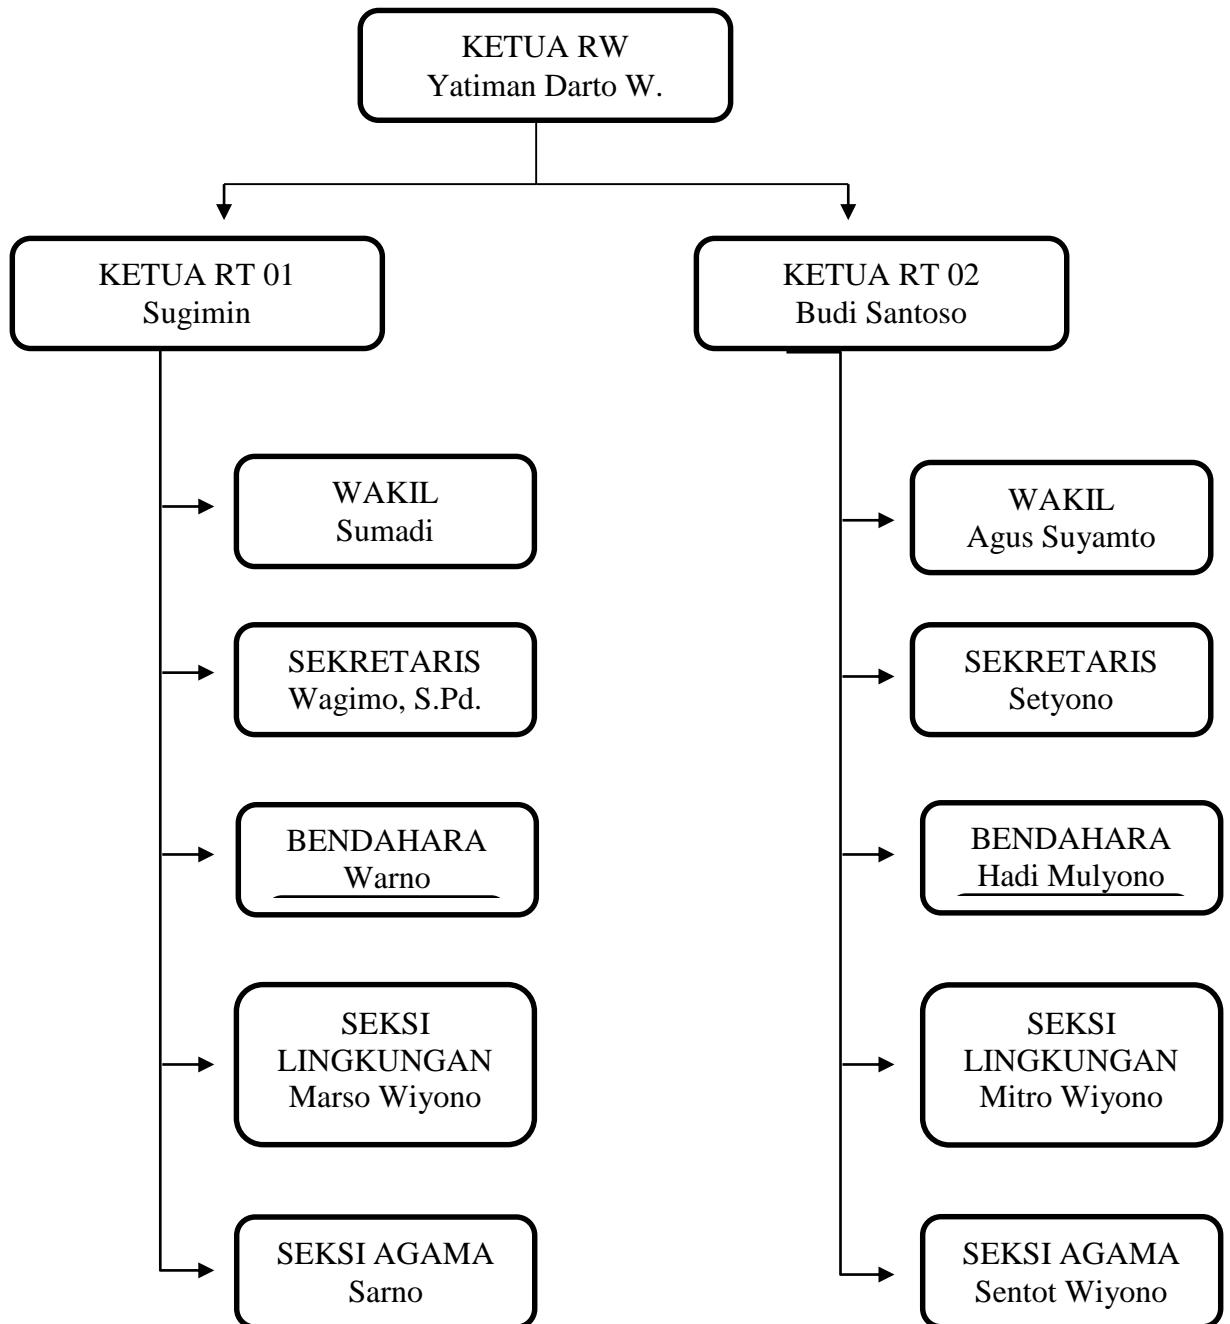 KETUA RW
Yatiman Darto W.
KETUA RT 01
Sugimin
KETUA RT 02
Budi Santoso
WAKIL
Sumadi
WAKIL
Agus Suyamto
SEKRETARIS
Wagimo, S.Pd.
SEKRETARIS
Setyono
BENDAHARA
Warno
BENDAHARA
Hadi Mulyono
SEKSI
LINGKUNGAN
Marso Wiyono
SEKSI
LINGKUNGAN
Mitro Wiyono
SEKSI AGAMA
Sarno
SEKSI AGAMA
Sentot Wiyono